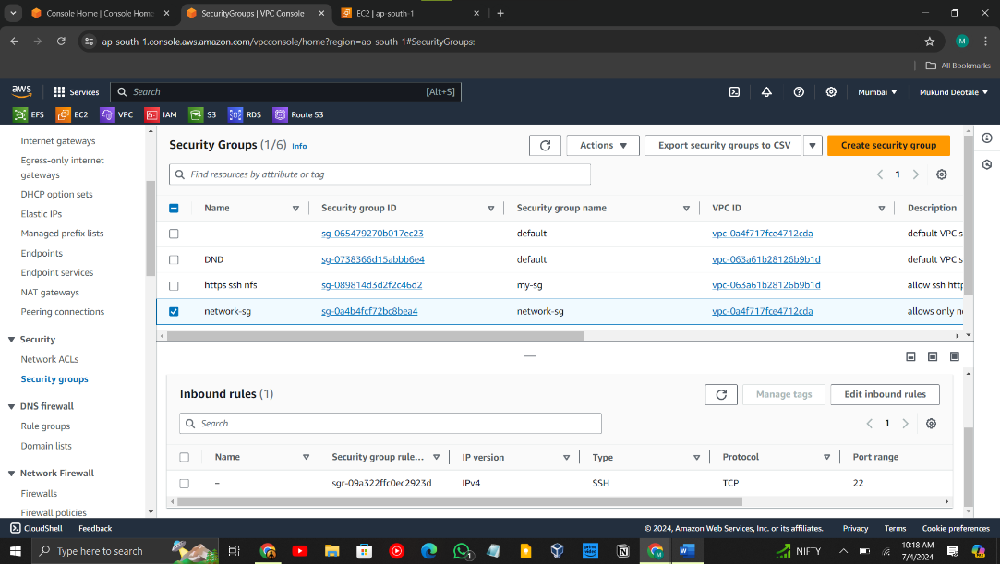 Console Home | Console Home
SecurityGroups | VPC Console
EC2 | ap-south-1
ap-south-1.console.aws.amazon.com/vpcconsole/home?region=ap-south-1#SecurityGroups:
M
All Bookmarks
aws
Services
Search
[Alt+S]
Mumbai
Mukund Deotale
EFS
EC2
VPC
IAM
S3
RDS
Route 53
Internet gateways
Egress-only internet
gateways
DHCP option sets
Elastic IPs
Managed prefix lists
Endpoints
Endpoint services
NAT gateways
Peering connections
Security
Network ACLs
Security groups
DNS firewall
Rule groups
Domain lists
Network Firewall
Firewalls
Firewall policies
Security Groups (1/6) Info
Actions
Export security groups to CSV
Create security group
Find resources by attribute or tag
1
Name Security group ID Security group name VPC ID Description
– sg-065479270b017ec23 default vpc-0a4f717fce4712cda default VPC s
DND sg-0738366d15abbb6e4 default vpc-063a61b28126b9b1d default VPC s
https ssh nfs sg-089814d3d2f2c46d2 my-sg vpc-063a61b28126b9b1d allow ssh http
network-sg sg-0a4b4fcf72bc8bea4 network-sg vpc-0a4f717fce4712cda allows only ne
Inbound rules (1)
Manage tags
Edit inbound rules
Search
1
Name Security group rule... IP version Type Protocol Port range
– sgr-09a322ffc0ec2923d IPv4 SSH TCP 22
CloudShell
Feedback
© 2024, Amazon Web Services, Inc. or its affiliates.
Privacy
Terms
Cookie preferences
Type here to search
NIFTY
10:18 AM
7/4/2024